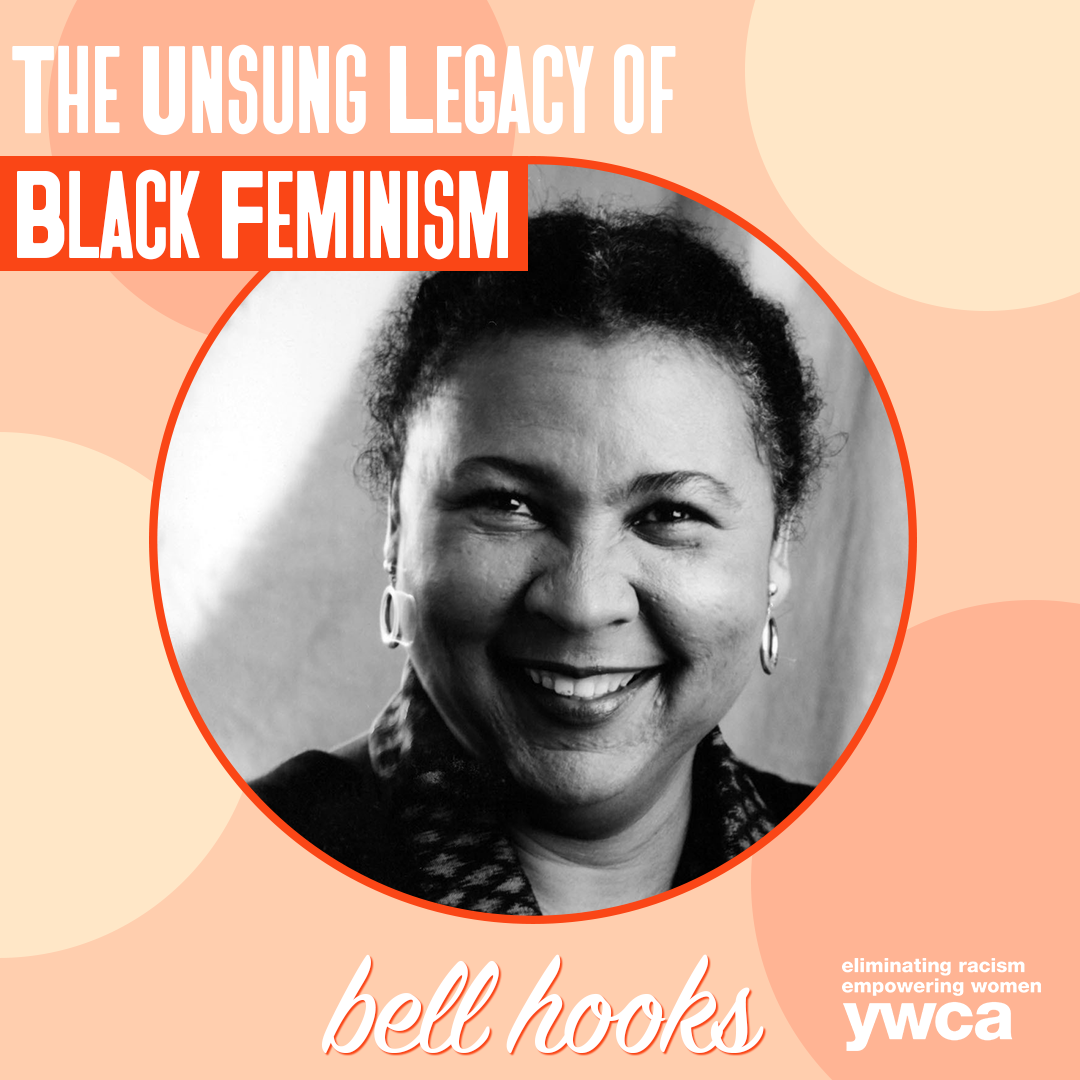 The Unsung Legacy of
Black Feminism
bell hooks
eliminating racism
empowering women
ywca